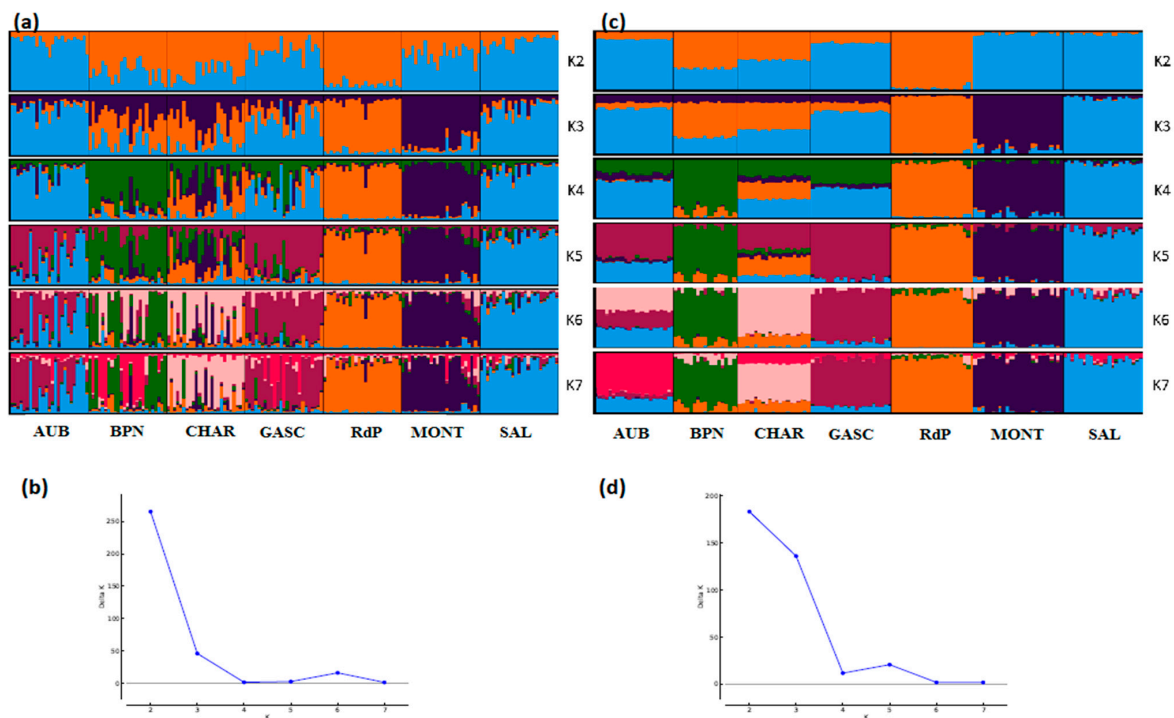 (a)
K2
K3
K4
K5
K6
K7
AUB BPN CHAR GASC RdP MONT SAL
(c)
K2
K3
K4
K5
K6
K7
AUB BPN CHAR GASC RdP MONT SAL
(b)
250
200
150
100
50
0
Delta K
2 3 4 5 6 7
K
(d)
200
150
100
50
0
Delta K
2 3 4 5 6 7
K